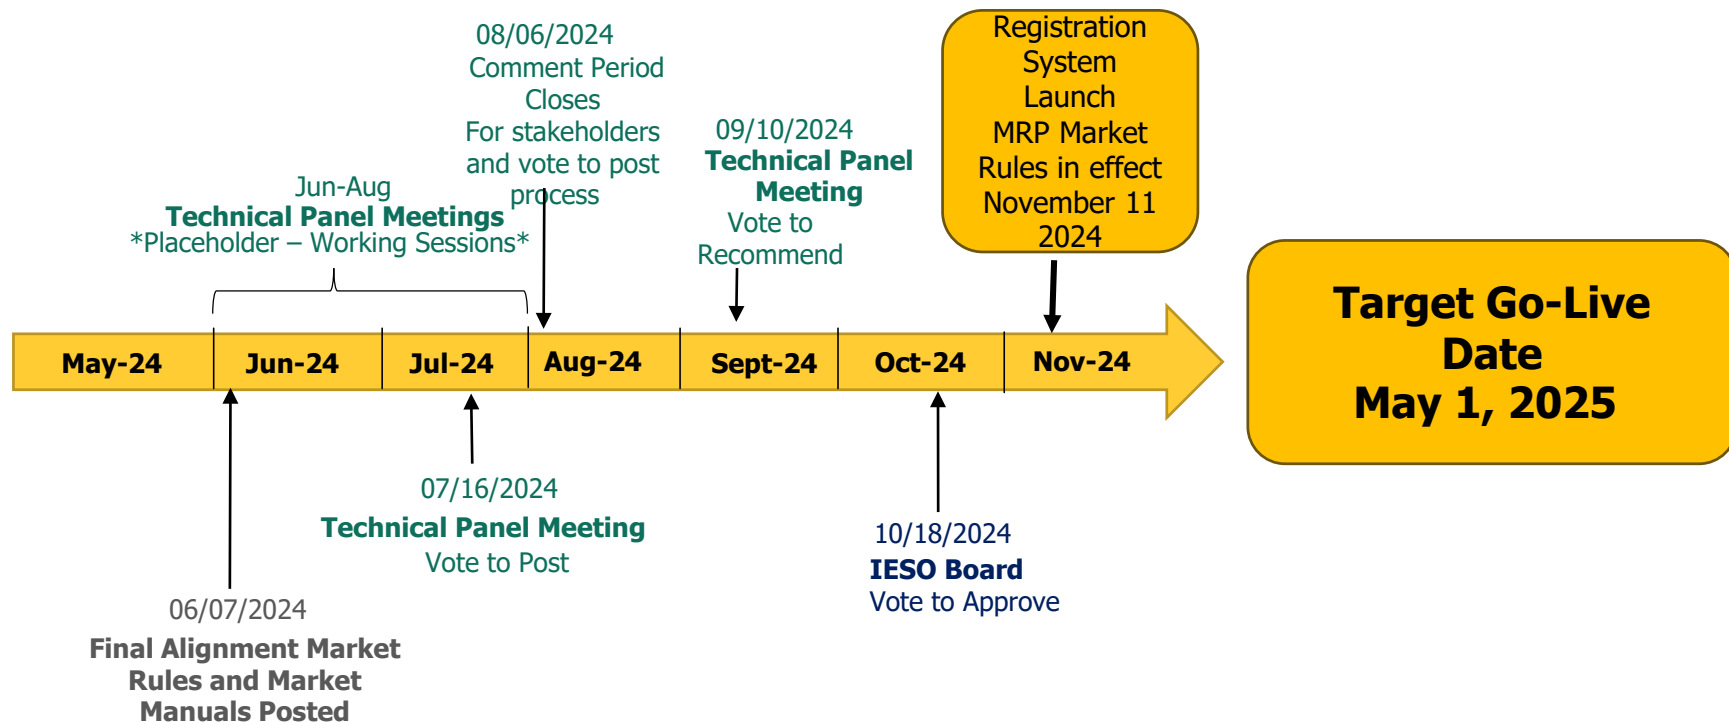 08/06/2024
Comment Period
Closes
For stakeholders
and vote to post
process
Registration
System
Launch
MRP Market
Rules in effect
November 11
2024
09/10/2024
Technical Panel
Meeting
Vote to
Recommend
Jun-Aug
Technical Panel Meetings
*Placeholder – Working Sessions*
Target Go-Live
Date
May 1, 2025
May-24
Jun-24
Jul-24
Aug-24
Sept-24
Oct-24
Nov-24
07/16/2024
Technical Panel Meeting
Vote to Post
10/18/2024
IESO Board
Vote to Approve
06/07/2024
Final Alignment Market
Rules and Market
Manuals Posted